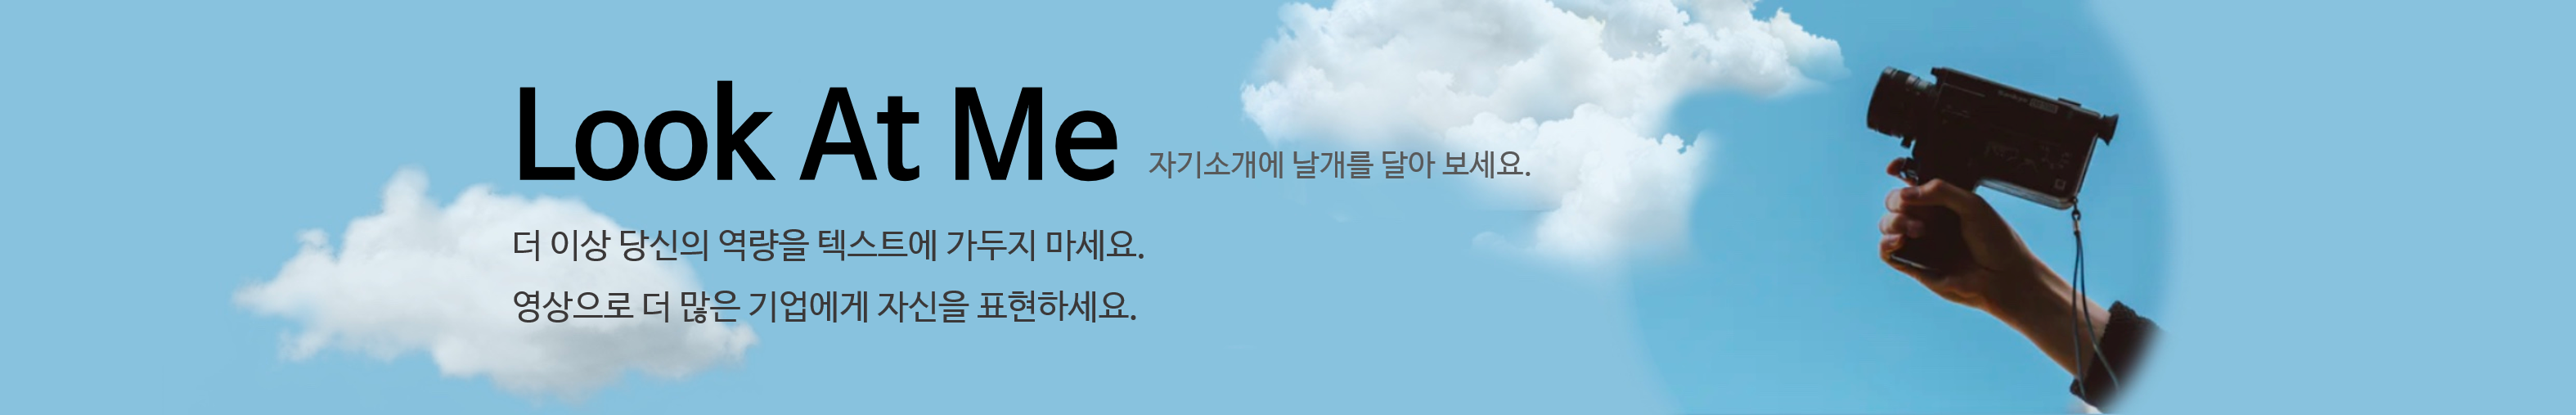 Look At Me 자기소개에 날개를 달아 보세요.
더 이상 당신의 역량을 텍스트에 가두지 마세요.
영상으로 더 많은 기업에게 자신을 표현하세요.